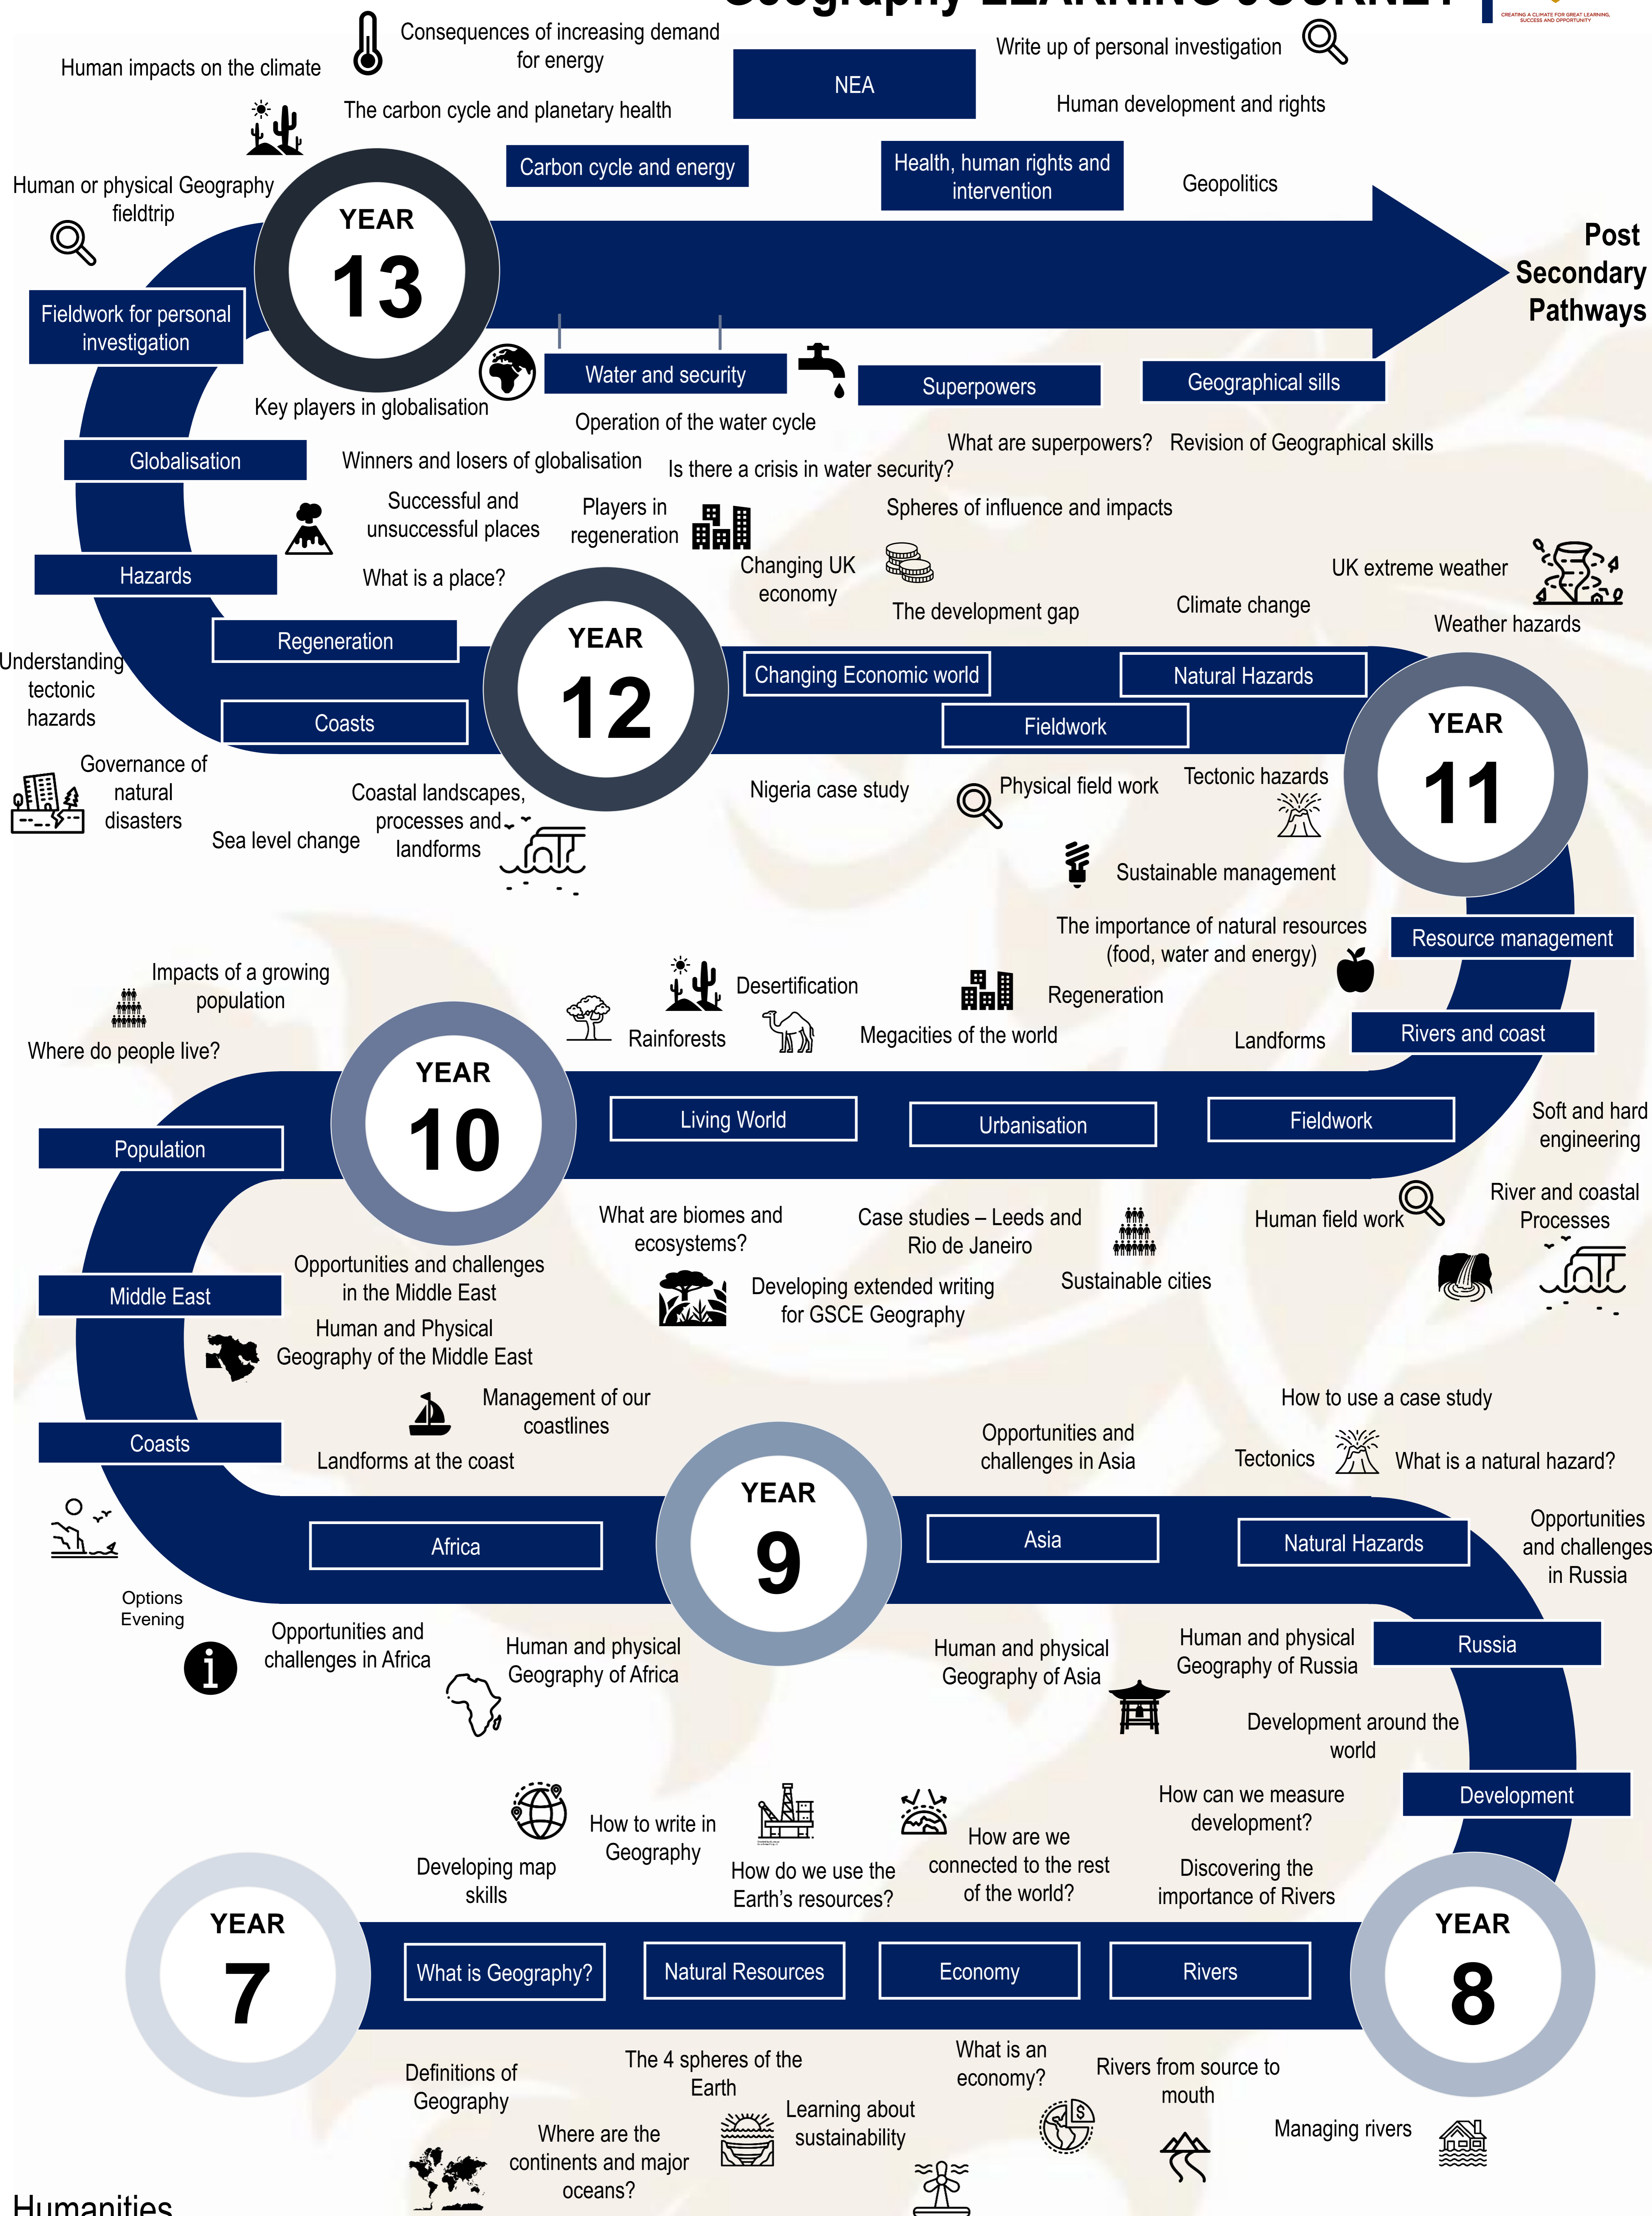 Geography LEARNING JOURNEY
CREATING A CLIMATE FOR GREAT LEARNING,
SUCCESS AND OPPORTUNITY
Consequences of increasing demand
for energy
Write up of personal investigation
Human impacts on the climate
NEA
The carbon cycle and planetary health
Human development and rights
Carbon cycle and energy
Health, human rights and
intervention
Geopolitics
Human or physical Geography
fieldtrip
YEAR
13
Post
Secondary
Pathways
Fieldwork for personal
investigation
Water and security
Superpowers
Geographical sills
Key players in globalisation
Operation of the water cycle
What are superpowers?
Revision of Geographical skills
Globalisation
Winners and losers of globalisation
Is there a crisis in water security?
Successful and
unsuccessful places
Players in
regeneration
Spheres of influence and impacts
Hazards
What is a place?
Changing UK
economy
The development gap
Climate change
UK extreme weather
Weather hazards
Regeneration
YEAR
12
Changing Economic world
Natural Hazards
Understanding
tectonic
hazards
Coasts
Fieldwork
YEAR
11
Governance of
natural
disasters
Sea level change
Coastal landscapes,
processes and
landforms
Nigeria case study
Physical field work
Tectonic hazards
Sustainable management
The importance of natural resources
(food, water and energy)
Resource management
Impacts of a growing
population
Desertification
Regeneration
Where do people live?
Rainforests
Megacities of the world
Landforms
Rivers and coast
YEAR
10
Living World
Urbanisation
Fieldwork
Soft and hard
engineering
Population
What are biomes and
ecosystems?
Case studies – Leeds and
Rio de Janeiro
Human field work
River and coastal
Processes
Middle East
Opportunities and challenges
in the Middle East
Developing extended writing
for GSCE Geography
Sustainable cities
Human and Physical
Geography of the Middle East
Management of our
coastlines
How to use a case study
Coasts
Landforms at the coast
Opportunities and
challenges in Asia
Tectonics
What is a natural hazard?
YEAR
9
Africa
Asia
Natural Hazards
Opportunities
and challenges
in Russia
Options
Evening
Opportunities and
challenges in Africa
Human and physical
Geography of Africa
Human and physical
Geography of Asia
Human and physical
Geography of Russia
Russia
Development around the
world
Development
How to write in
Geography
How can we measure
development?
Developing map
skills
How do we use the
Earth's resources?
How are we
connected to the rest
of the world?
Discovering the
importance of Rivers
YEAR
7
What is Geography?
Natural Resources
Economy
Rivers
YEAR
8
Definitions of
Geography
The 4 spheres of the
Earth
What is an
economy?
Rivers from source to
mouth
Where are the
continents and major
oceans?
Learning about
sustainability
Managing rivers
Humanities